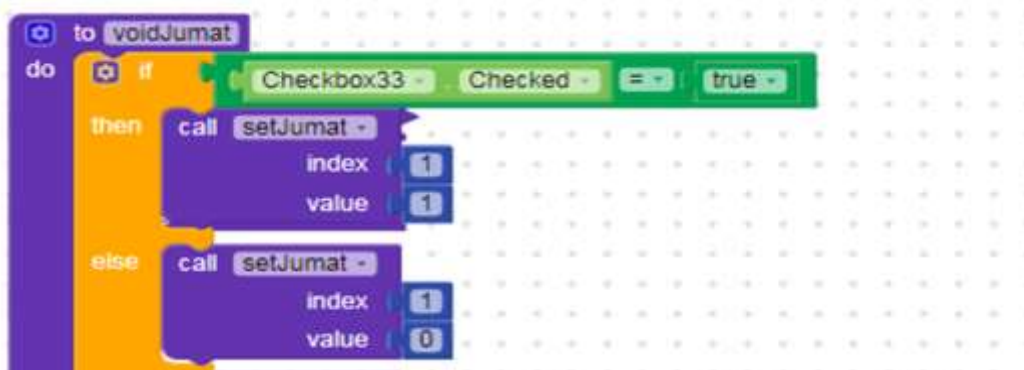 to voidJumat
do if Checkbox33 . Checked = true
then call setJumat
index 1
value 1
else call setJumat
index 1
value 0